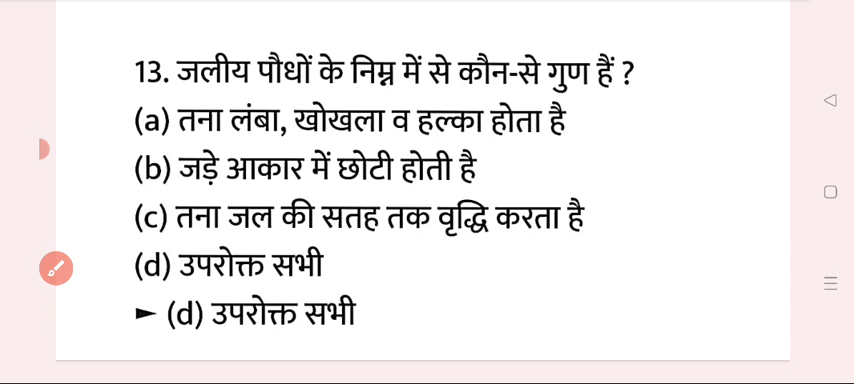 13. जलीय पौधों के निम्न में से कौन-से गुण हैं ?
(a) तना लंबा, खोखला व हल्का होता है
(b) जड़े आकार में छोटी होती है
(c) तना जल की सतह तक वृद्धि करता है
(d) उपरोक्त सभी
► (d) उपरोक्त सभी